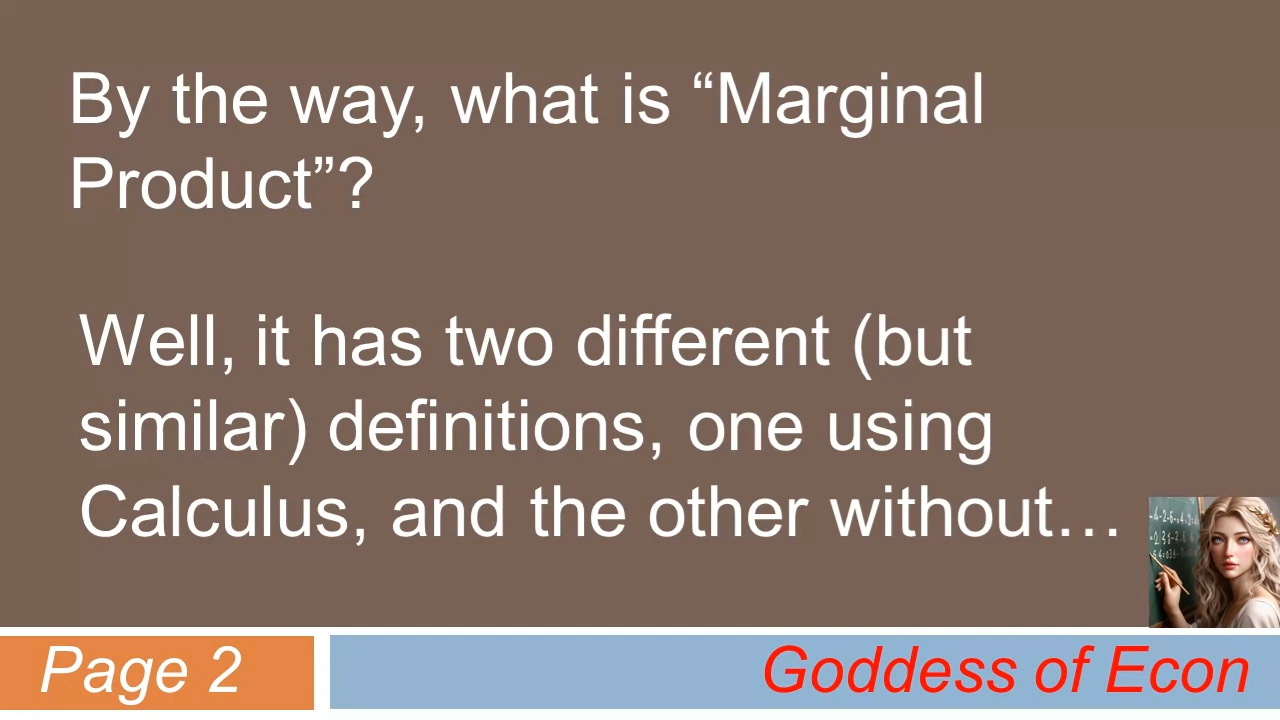 By the way, what is “Marginal
Product”?
Well, it has two different (but
similar) definitions, one using
Calculus, and the other without…
Page 2
Goddess of Econ